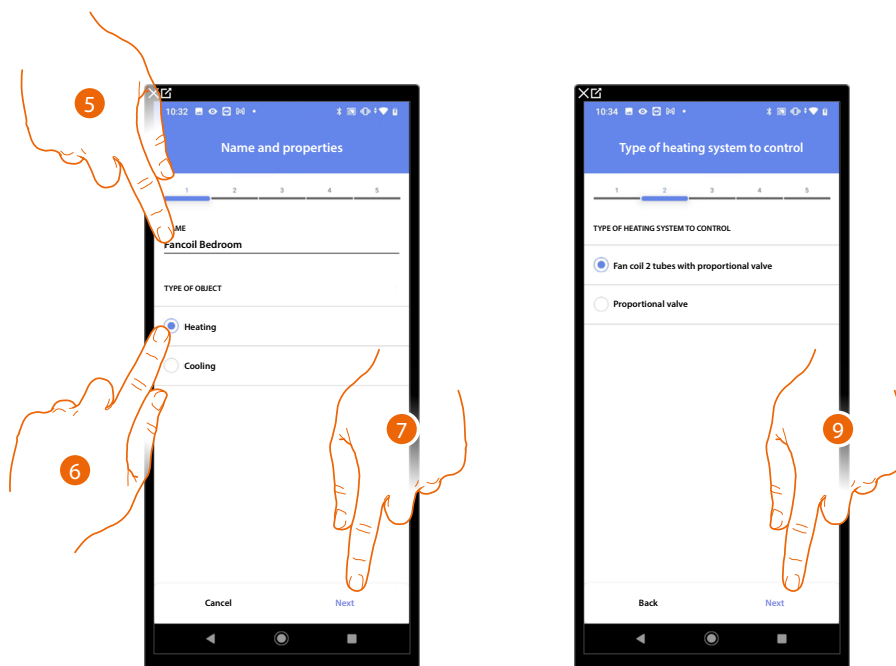 5
10:32
Name and properties
1 2 3 4 5
AME
Fancoil Bedroom
TYPE OF OBJECT
Heating
Cooling
6
7
Cancel Next
10:34
Type of heating system to control
1 2 3 4 5
TYPE OF HEATING SYSTEM TO CONTROL
Fan coil 2 tubes with proportional valve
Proportional valve
9
Back Next